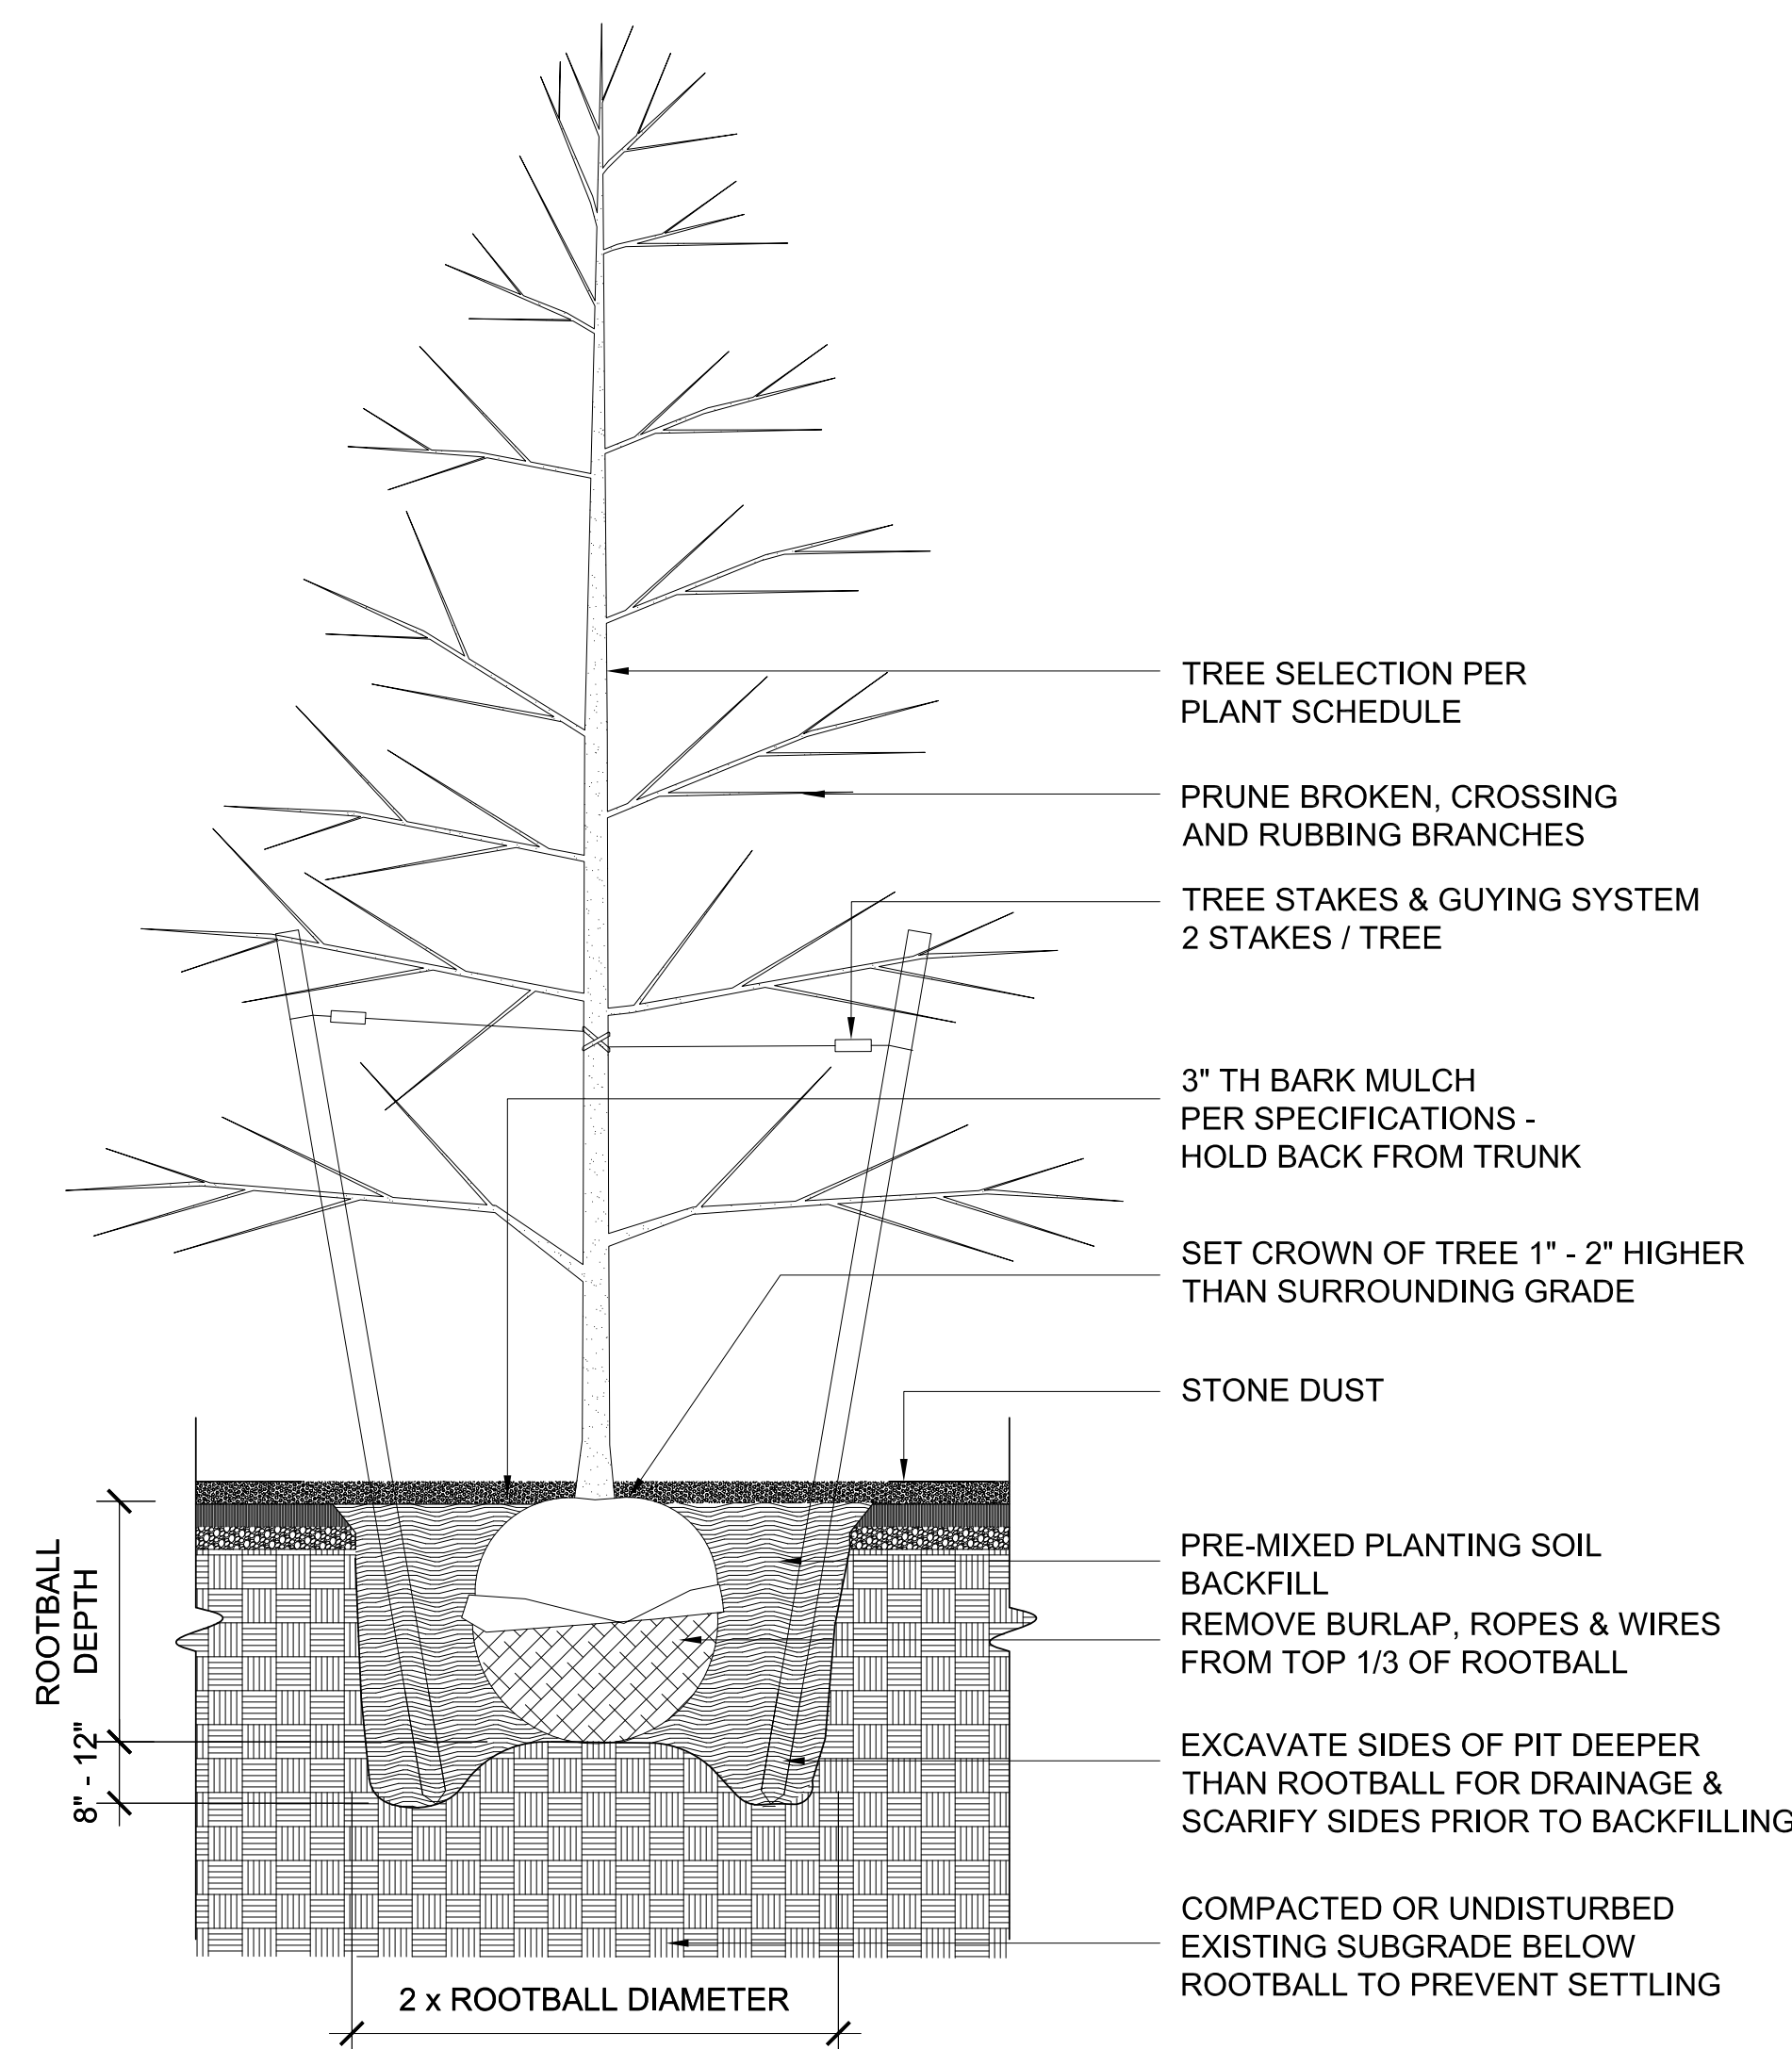 TREE SELECTION PER
PLANT SCHEDULE
PRUNE BROKEN, CROSSING
AND RUBBING BRANCHES
TREE STAKES & GUYING SYSTEM
2 STAKES / TREE
3" TH BARK MULCH
PER SPECIFICATIONS -
HOLD BACK FROM TRUNK
SET CROWN OF TREE 1" - 2" HIGHER
THAN SURROUNDING GRADE
STONE DUST
PRE-MIXED PLANTING SOIL
BACKFILL
REMOVE BURLAP, ROPES & WIRES
FROM TOP 1/3 OF ROOTBALL
EXCAVATE SIDES OF PIT DEEPER
THAN ROOTBALL FOR DRAINAGE &
SCARIFY SIDES PRIOR TO BACKFILLING
COMPACTED OR UNDISTURBED
EXISTING SUBGRADE BELOW
ROOTBALL TO PREVENT SETTLING
ROOTBALL
DEPTH
8" - 12"
2 x ROOTBALL DIAMETER